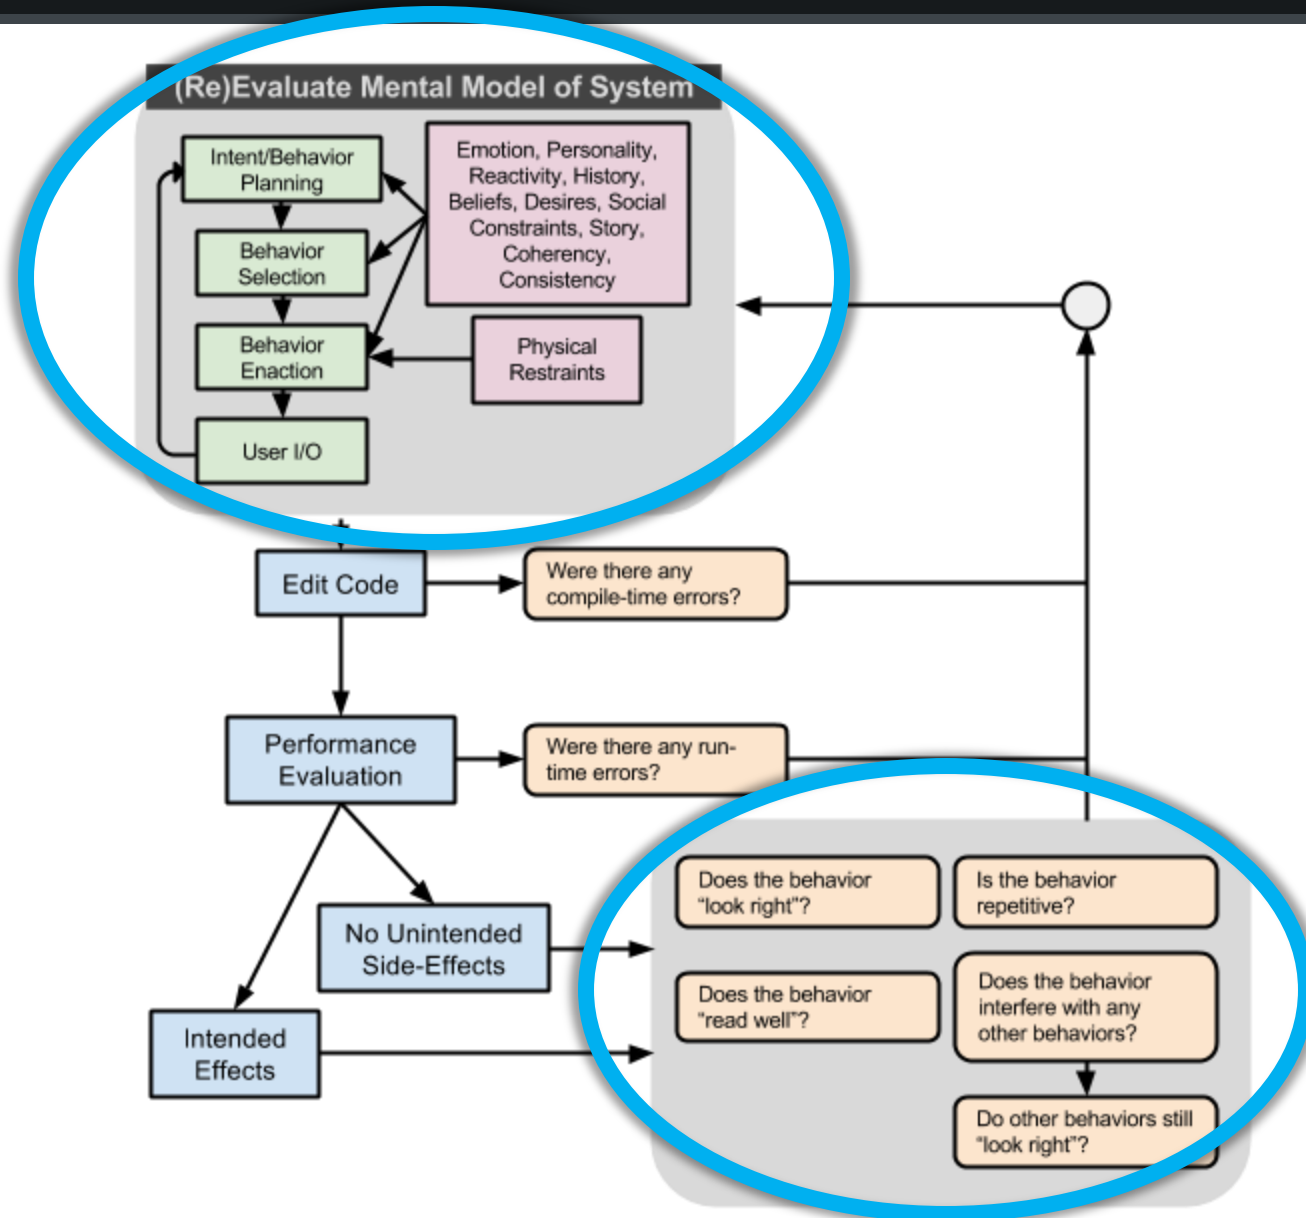 (Re)Evaluate Mental Model of System
Intent/Behavior
Planning
Behavior
Selection
Behavior
Enaction
User I/O
Emotion, Personality,
Reactivity, History,
Beliefs, Desires, Social
Constraints, Story,
Coherency,
Consistency
Physical
Restraints
Edit Code
Were there any
compile-time errors?
Performance
Evaluation
Were there any run-
time errors?
No Unintended
Side-Effects
Intended
Effects
Does the behavior
“look right”?
Is the behavior
repetitive?
Does the behavior
“read well”?
Does the behavior
interfere with any
other behaviors?
Do other behaviors still
“look right”?